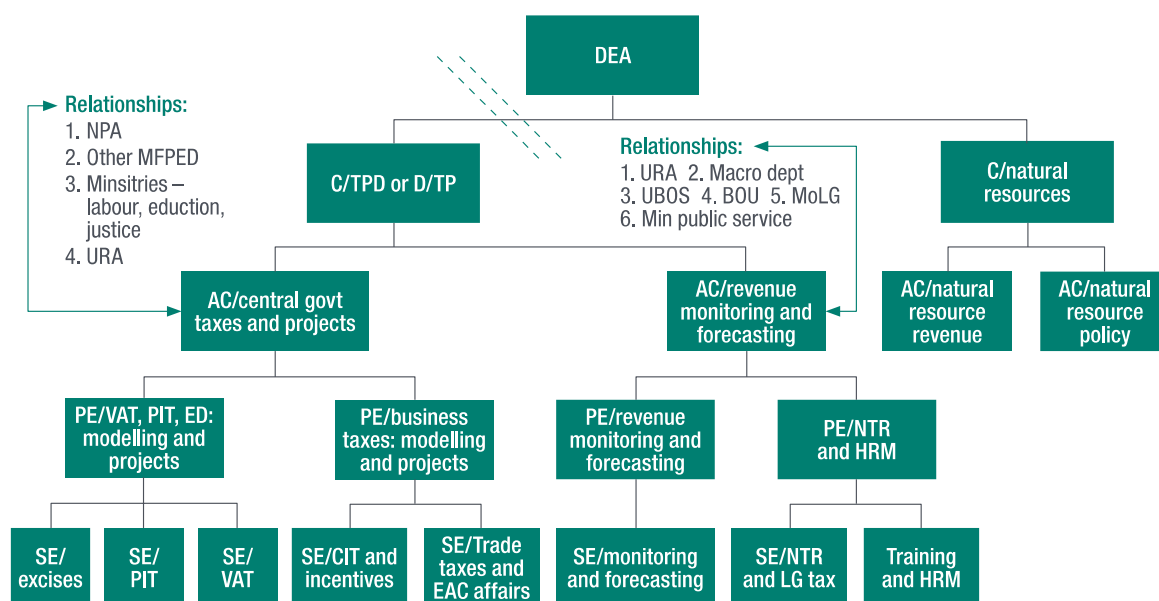 DEA
Relationships:
1. NPA
2. Other MFPED
3. Minsitries –
labour, eduction,
justice
4. URA
C/TPD or D/TP
Relationships:
1. URA 2. Macro dept
3. UBOS 4. BOU 5. MoLG
6. Min public service
C/natural
resources
AC/central govt
taxes and projects
AC/revenue
monitoring and
forecasting
AC/natural
resource
revenue
AC/natural
resource
policy
PE/VAT, PIT, ED:
modelling and
projects
PE/business
taxes: modelling
and projects
PE/revenue
monitoring and
forecasting
PE/NTR
and HRM
SE/
excises
SE/
PIT
SE/
VAT
SE/CIT and
incentives
SE/Trade
taxes and
EAC affairs
SE/monitoring
and forecasting
SE/NTR
and LG tax
Training
and HRM